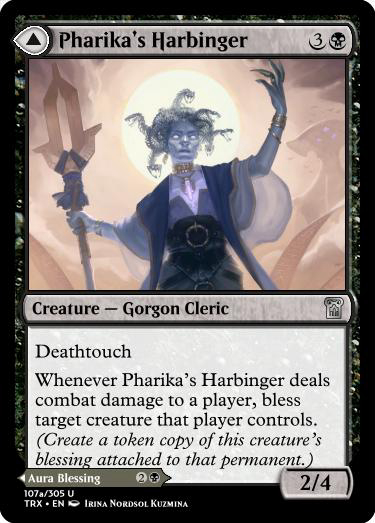 Pharika's Harbinger 3
Creature — Gorgon Cleric
Deathtouch
Whenever Pharika's Harbinger deals
combat damage to a player, bless
target creature that player controls.
(Create a token copy of this creature's
blessing attached to that permanent.)
Aura Blessing 2
2/4
107a/305 U
TRX • EN Irina Nordsol Kuzmina